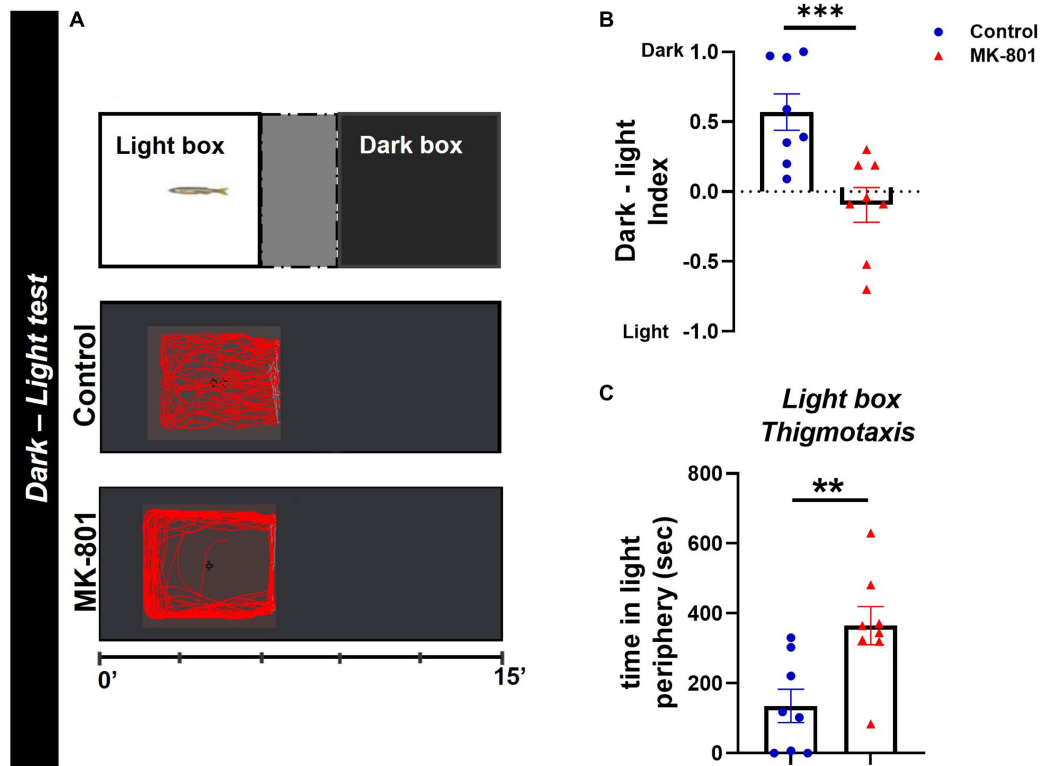 A
Dark – Light test
Light box
Dark box
Control
MK-801
0’
15’
B
***
Control
MK-801
Dark 1.0
0.5
0.0
-0.5
Light -1.0
Dark - light
Index
C
Light box
Thigmotaxis
**
800
600
400
200
0
time in light
periphery (sec)